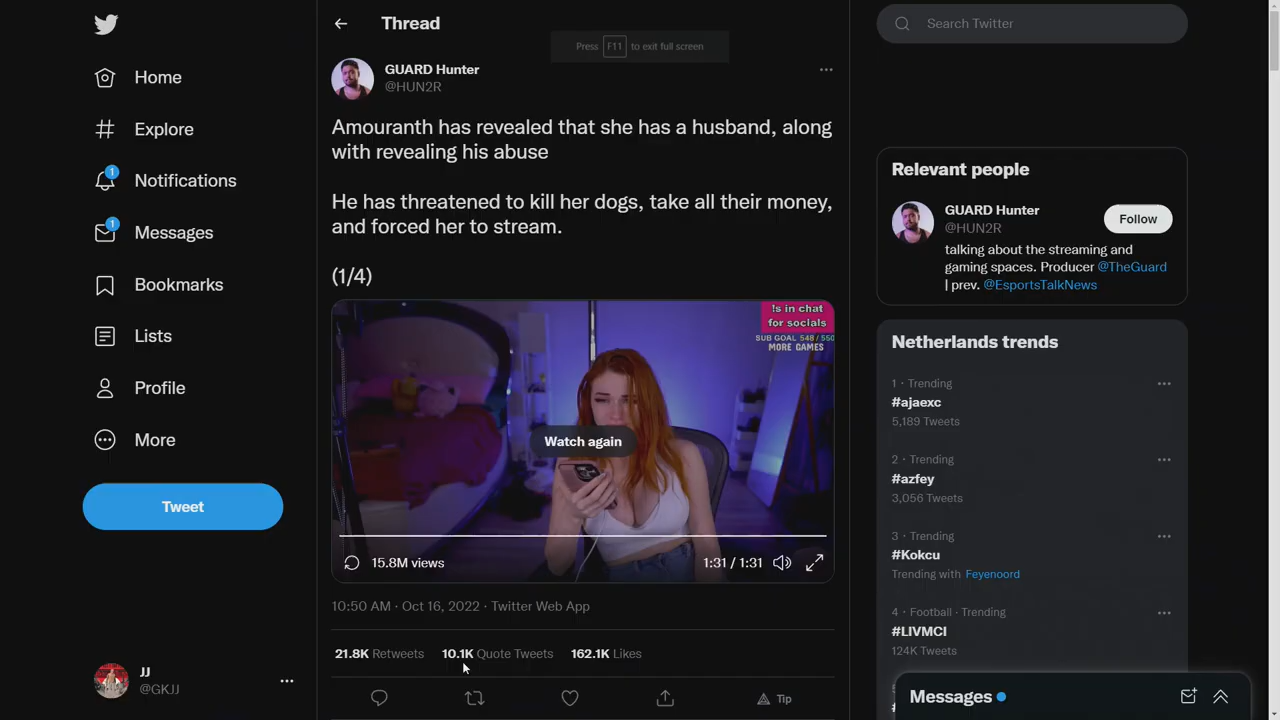 Home
Explore
1
Notifications
1
Messages
Bookmarks
Lists
Profile
More
Tweet
JJ
@GKJJ
Thread
Press F11 to exit full screen
GUARD Hunter
@HUN2R
Amouranth has revealed that she has a husband, along
with revealing his abuse
He has threatened to kill her dogs, take all their money,
and forced her to stream.
(1/4)
!s in chat
for socials
SUB GOAL 548 / 550
MORE GAMES
Watch again
15.8M views
1:31 / 1:31
10:50 AM · Oct 16, 2022 · Twitter Web App
21.8K Retweets 10.1K Quote Tweets 162.1K Likes
Tip
Search Twitter
Relevant people
GUARD Hunter
@HUN2R
Follow
talking about the streaming and
gaming spaces. Producer @TheGuard
| prev. @EsportsTalkNews
Netherlands trends
1 · Trending
#ajaexc
5,189 Tweets
2 · Trending
#azfey
3,056 Tweets
3 · Trending
#Kokcu
Trending with Feyenoord
4 · Football · Trending
#LIVMCI
124K Tweets
Messages